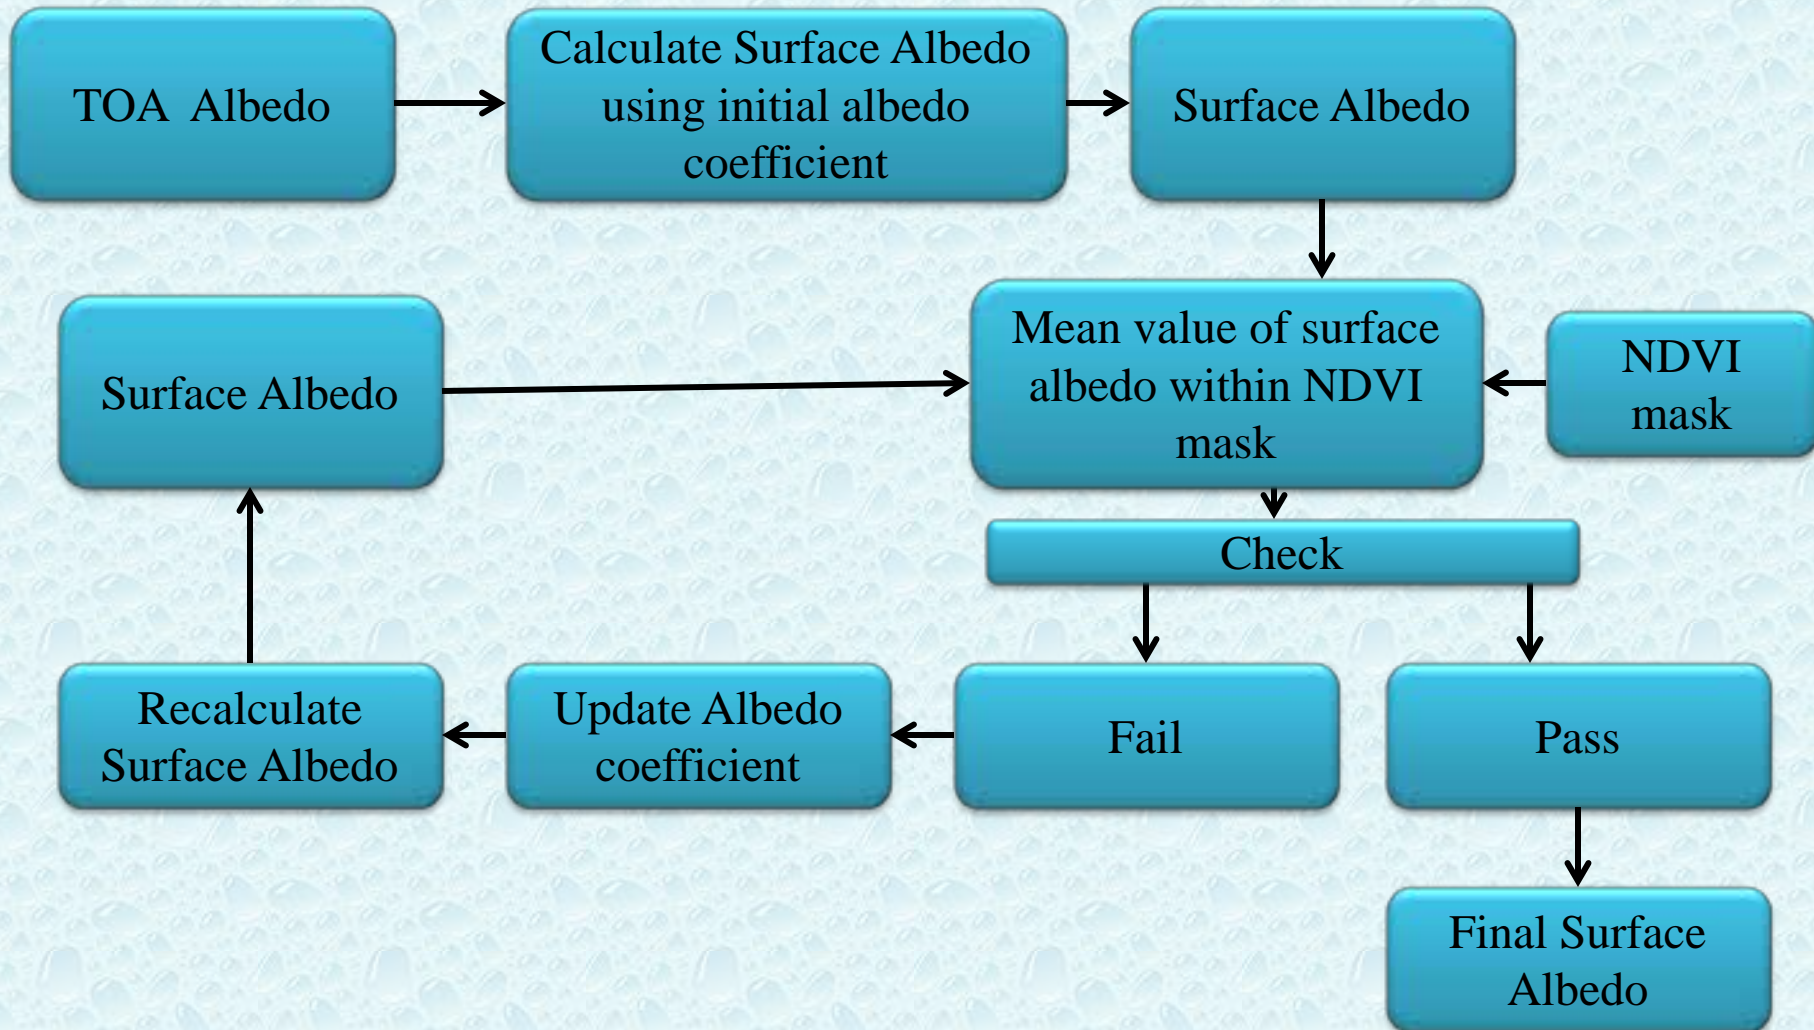 TOA  Albedo
Calculate Surface Albedo
using initial albedo
coefficient
Surface Albedo
Surface Albedo
Mean value of surface
albedo within NDVI
mask
NDVI
mask
Check
Recalculate
Surface Albedo
Update Albedo
coefficient
Fail
Pass
Final Surface
Albedo